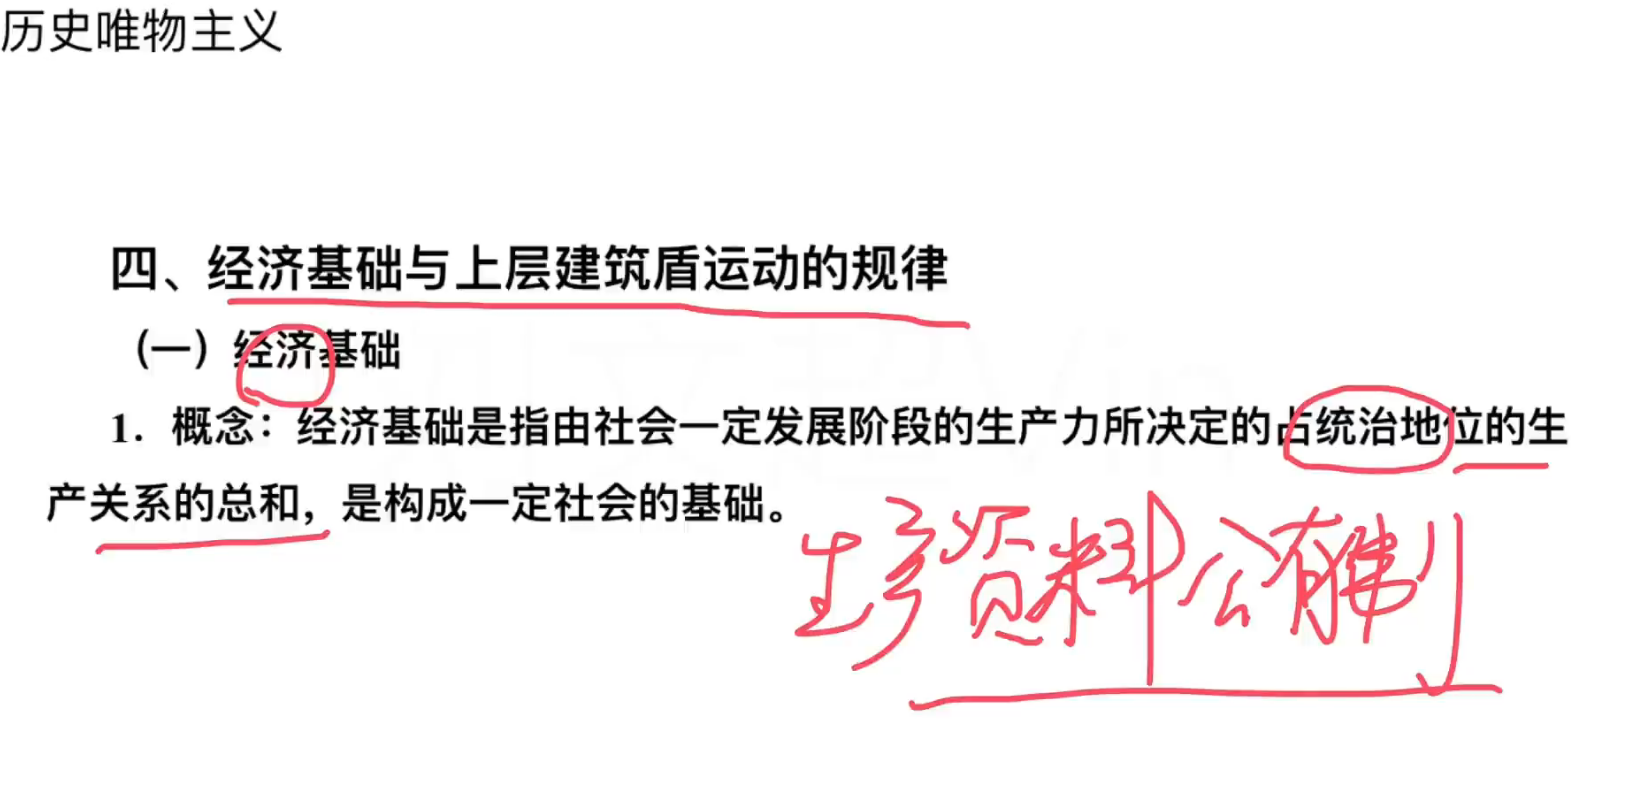 历史唯物主义
四、经济基础与上层建筑盾运动的规律
（一）经济基础
1．概念：经济基础是指由社会一定发展阶段的生产力所决定的占统治地位的生
产关系的总和，是构成一定社会的基础。
生产资料公有制